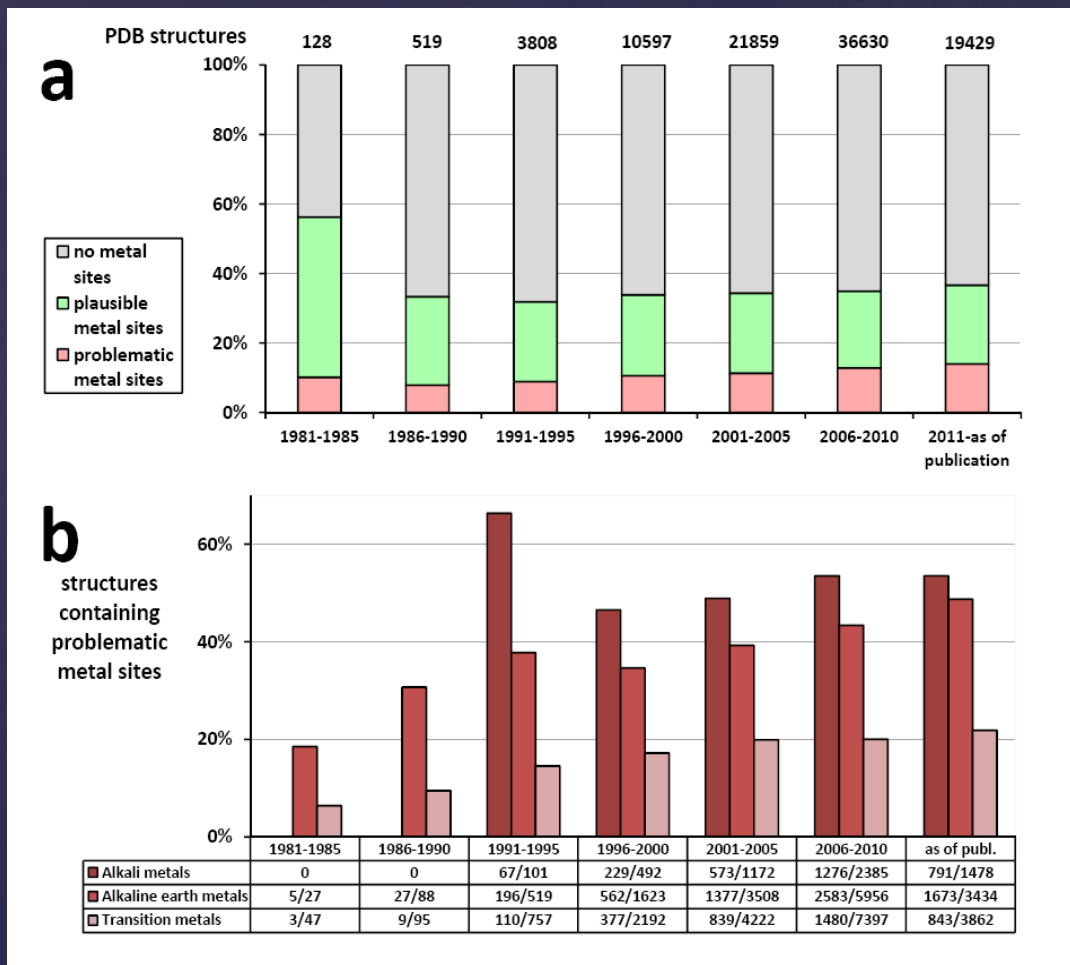 PDB structures 128 519 3808 10597 21859 36630 19429
a
100%
80%
60%
40%
20%
0%
no metal
sites
plausible
metal sites
problematic
metal sites
1981-1985 1986-1990 1991-1995 1996-2000 2001-2005 2006-2010 2011-as of
publication
b
structures
containing
problematic
metal sites
60%
40%
20%
0%
1981-1985 1986-1990 1991-1995 1996-2000 2001-2005 2006-2010 as of publ.
Alkali metals 0 0 67/101 229/492 573/1172 1276/2385 791/1478
Alkaline earth metals 5/27 27/88 196/519 562/1623 1377/3508 2583/5956 1673/3434
Transition metals 3/47 9/95 110/757 377/2192 839/4222 1480/7397 843/3862